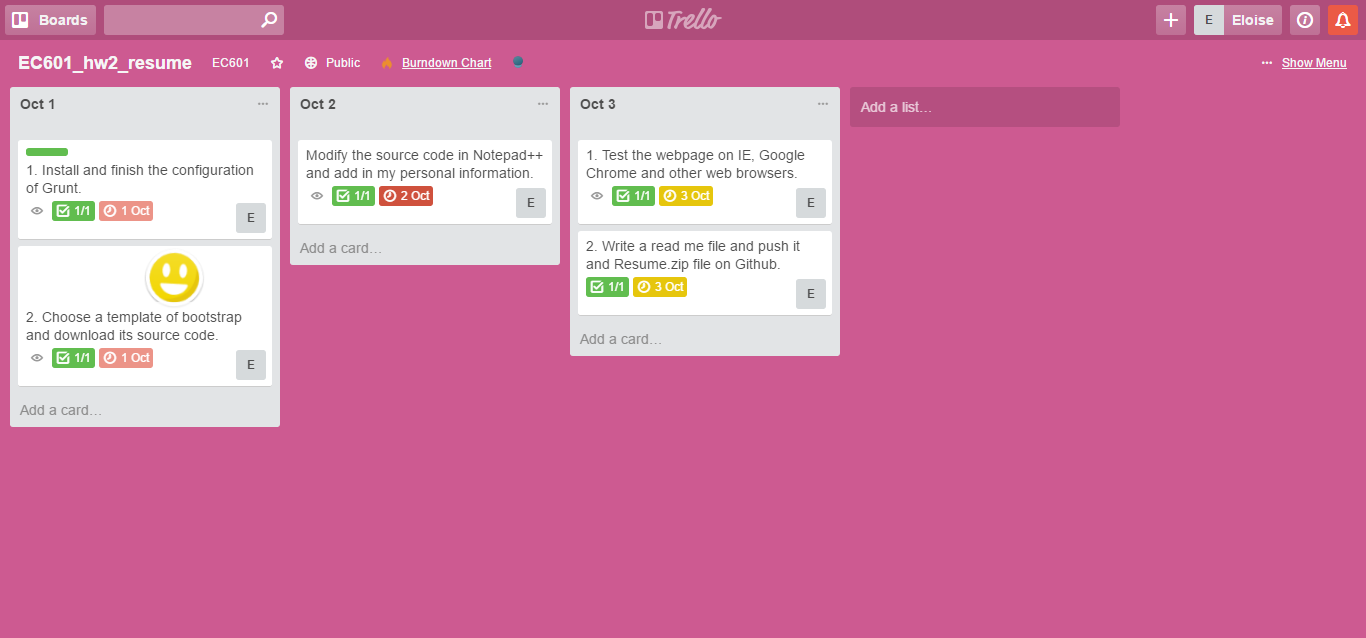 Boards
Trello
E Eloise
EC601_hw2_resume EC601 Public Burndown Chart
... Show Menu
Oct 1 ...
1. Install and finish the configuration
of Grunt.
1/1 1 Oct
E
2. Choose a template of bootstrap
and download its source code.
1/1 1 Oct
E
Add a card...
Oct 2 ...
Modify the source code in Notepad++
and add in my personal information.
1/1 2 Oct
E
Add a card...
Oct 3 ...
1. Test the webpage on IE, Google
Chrome and other web browsers.
1/1 3 Oct
E
2. Write a read me file and push it
and Resume.zip file on Github.
1/1 3 Oct
E
Add a card...
Add a list...